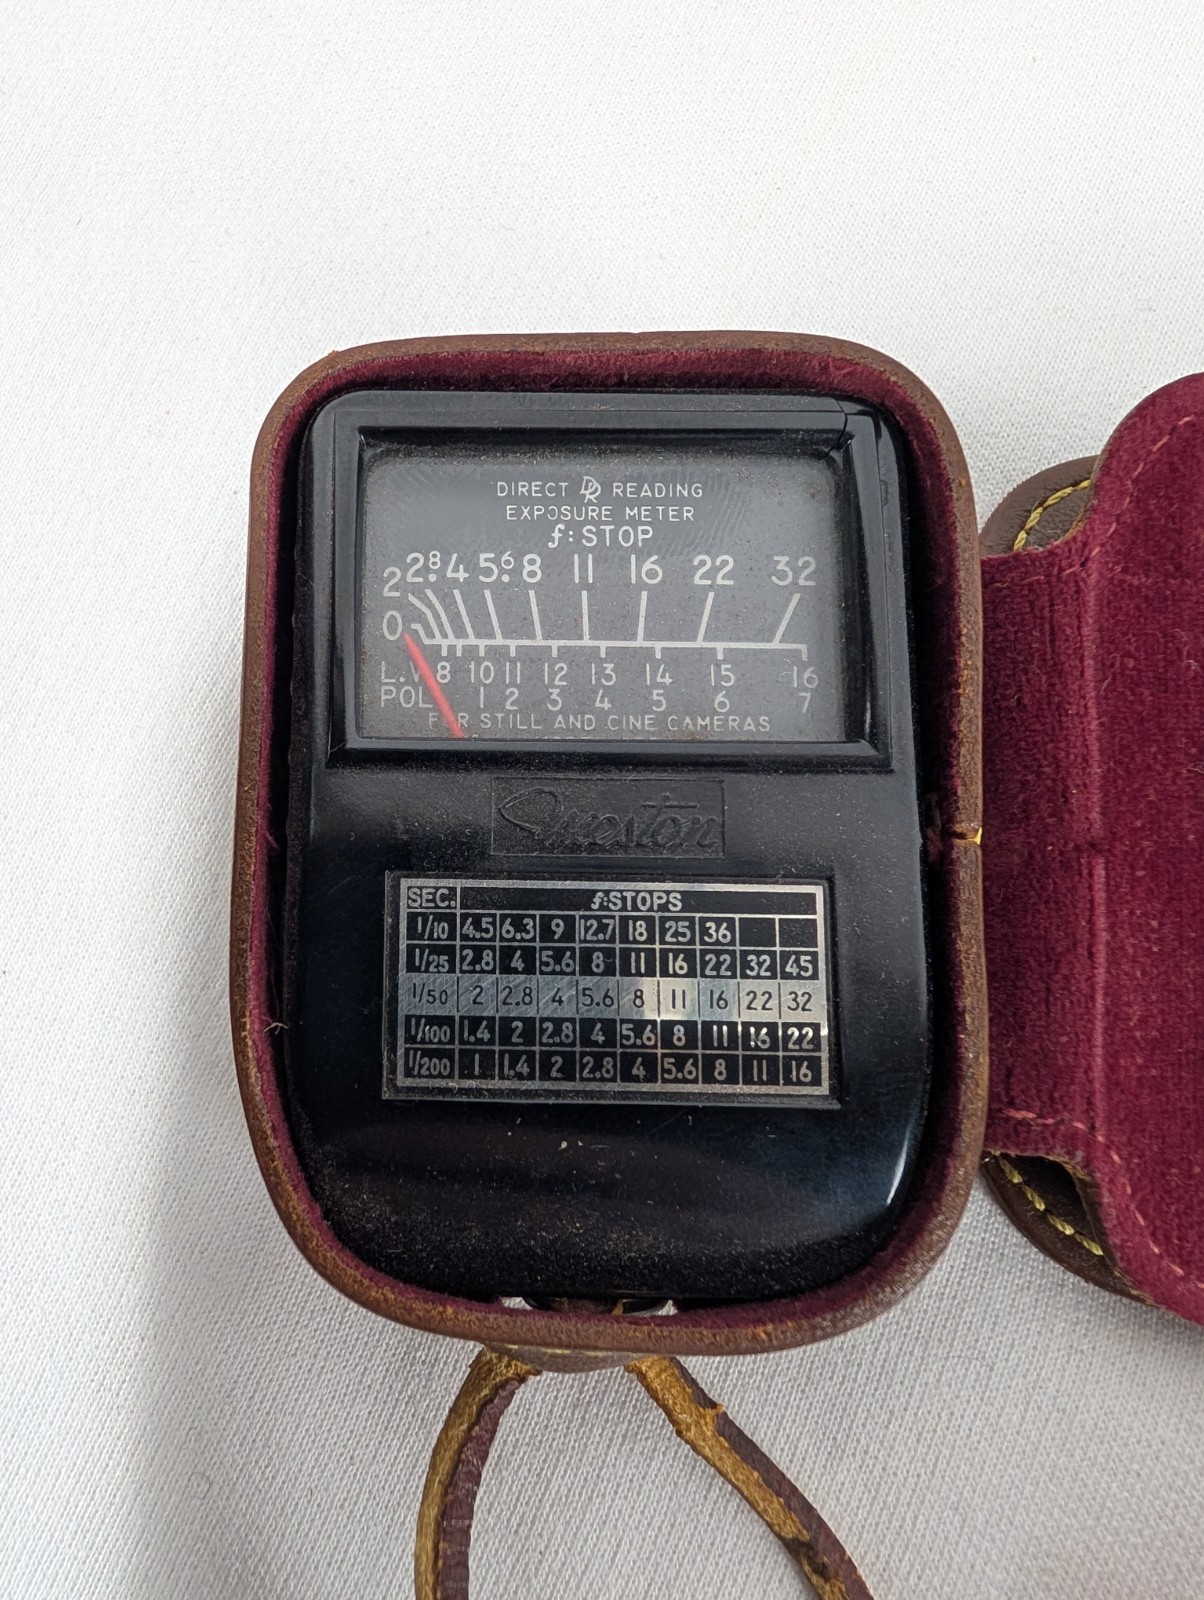 DIRECT DR READING
EXPOSURE METER
f: STOP
2 2.8 4 5.6 8 11 16 22 32
0
L.V 8 10 11 12 13 14 15 16
POL 1 2 3 4 5 6 7
FOR STILL AND CINE CAMERAS
Sweston
SEC. f:STOPS
1/10 4.5 6.3 9 12.7 18 25 36
1/25 2.8 4 5.6 8 11 16 22 32 45
1/50 2 2.8 4 5.6 8 11 16 22 32
1/100 1.4 2 2.8 4 5.6 8 11 16 22
1/200 1 1.4 2 2.8 4 5.6 8 11 16